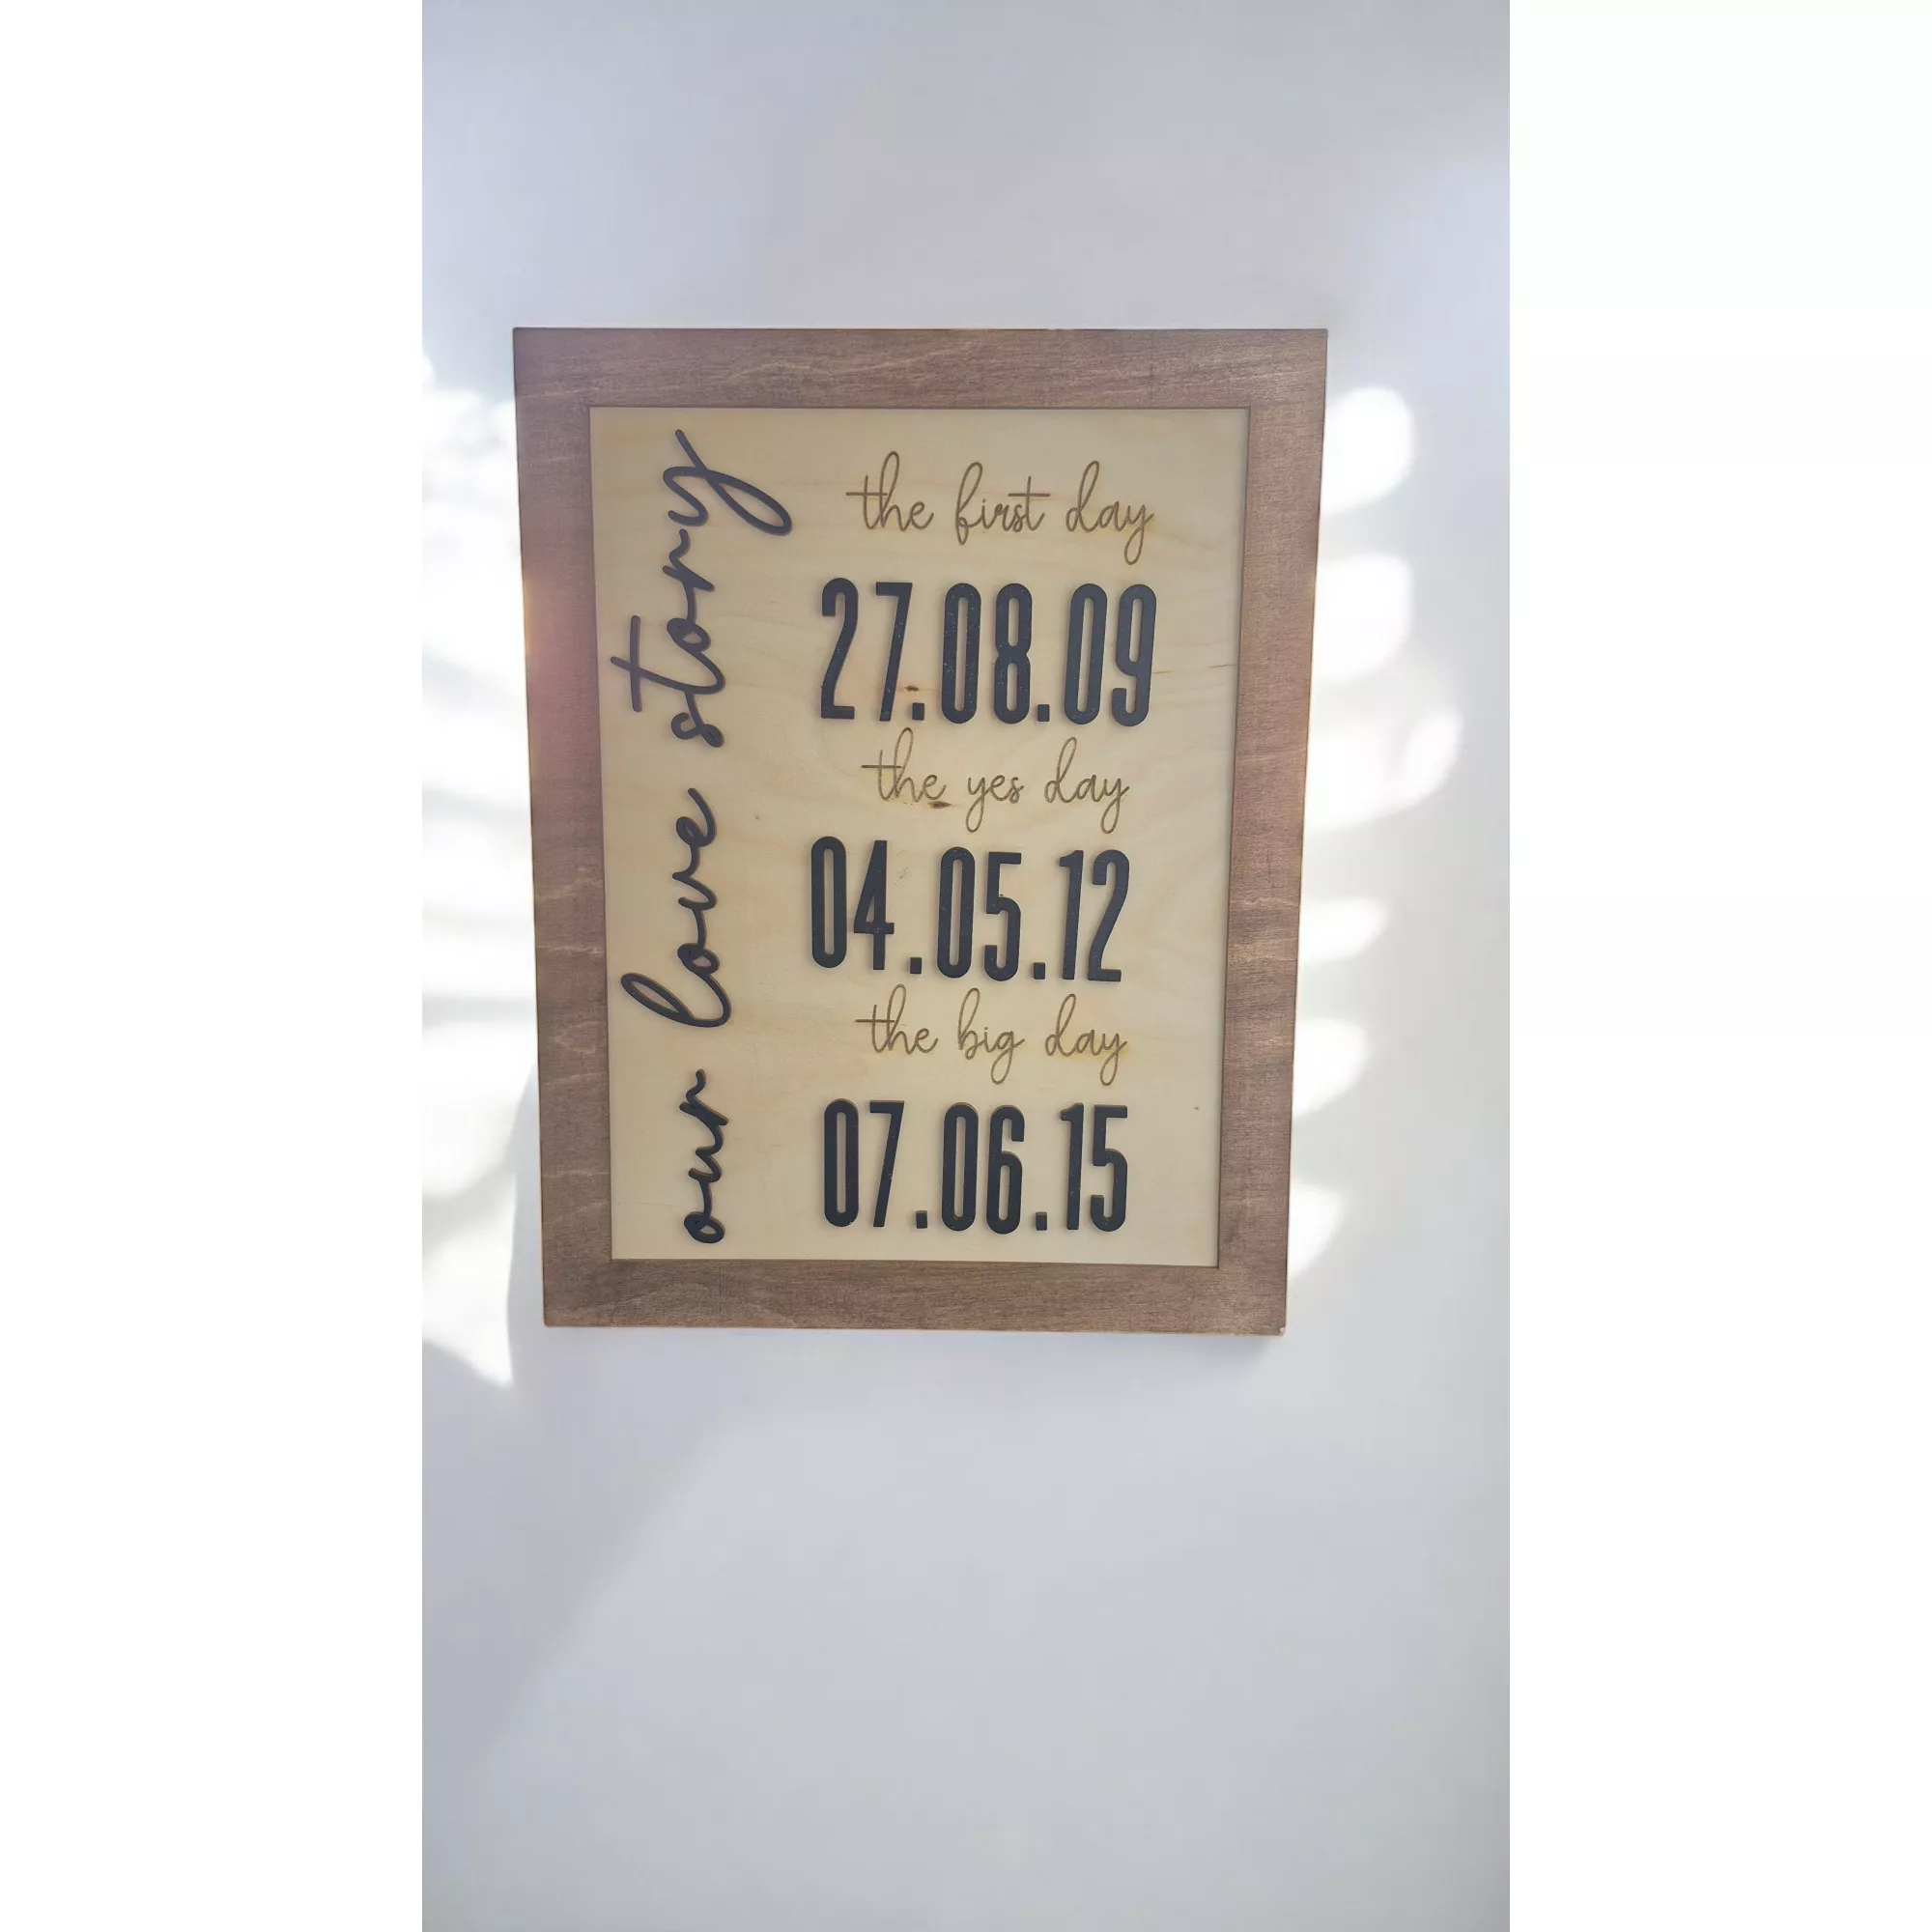 our love story
the first day
27.08.09
the yes day
04.05.12
the big day
07.06.15